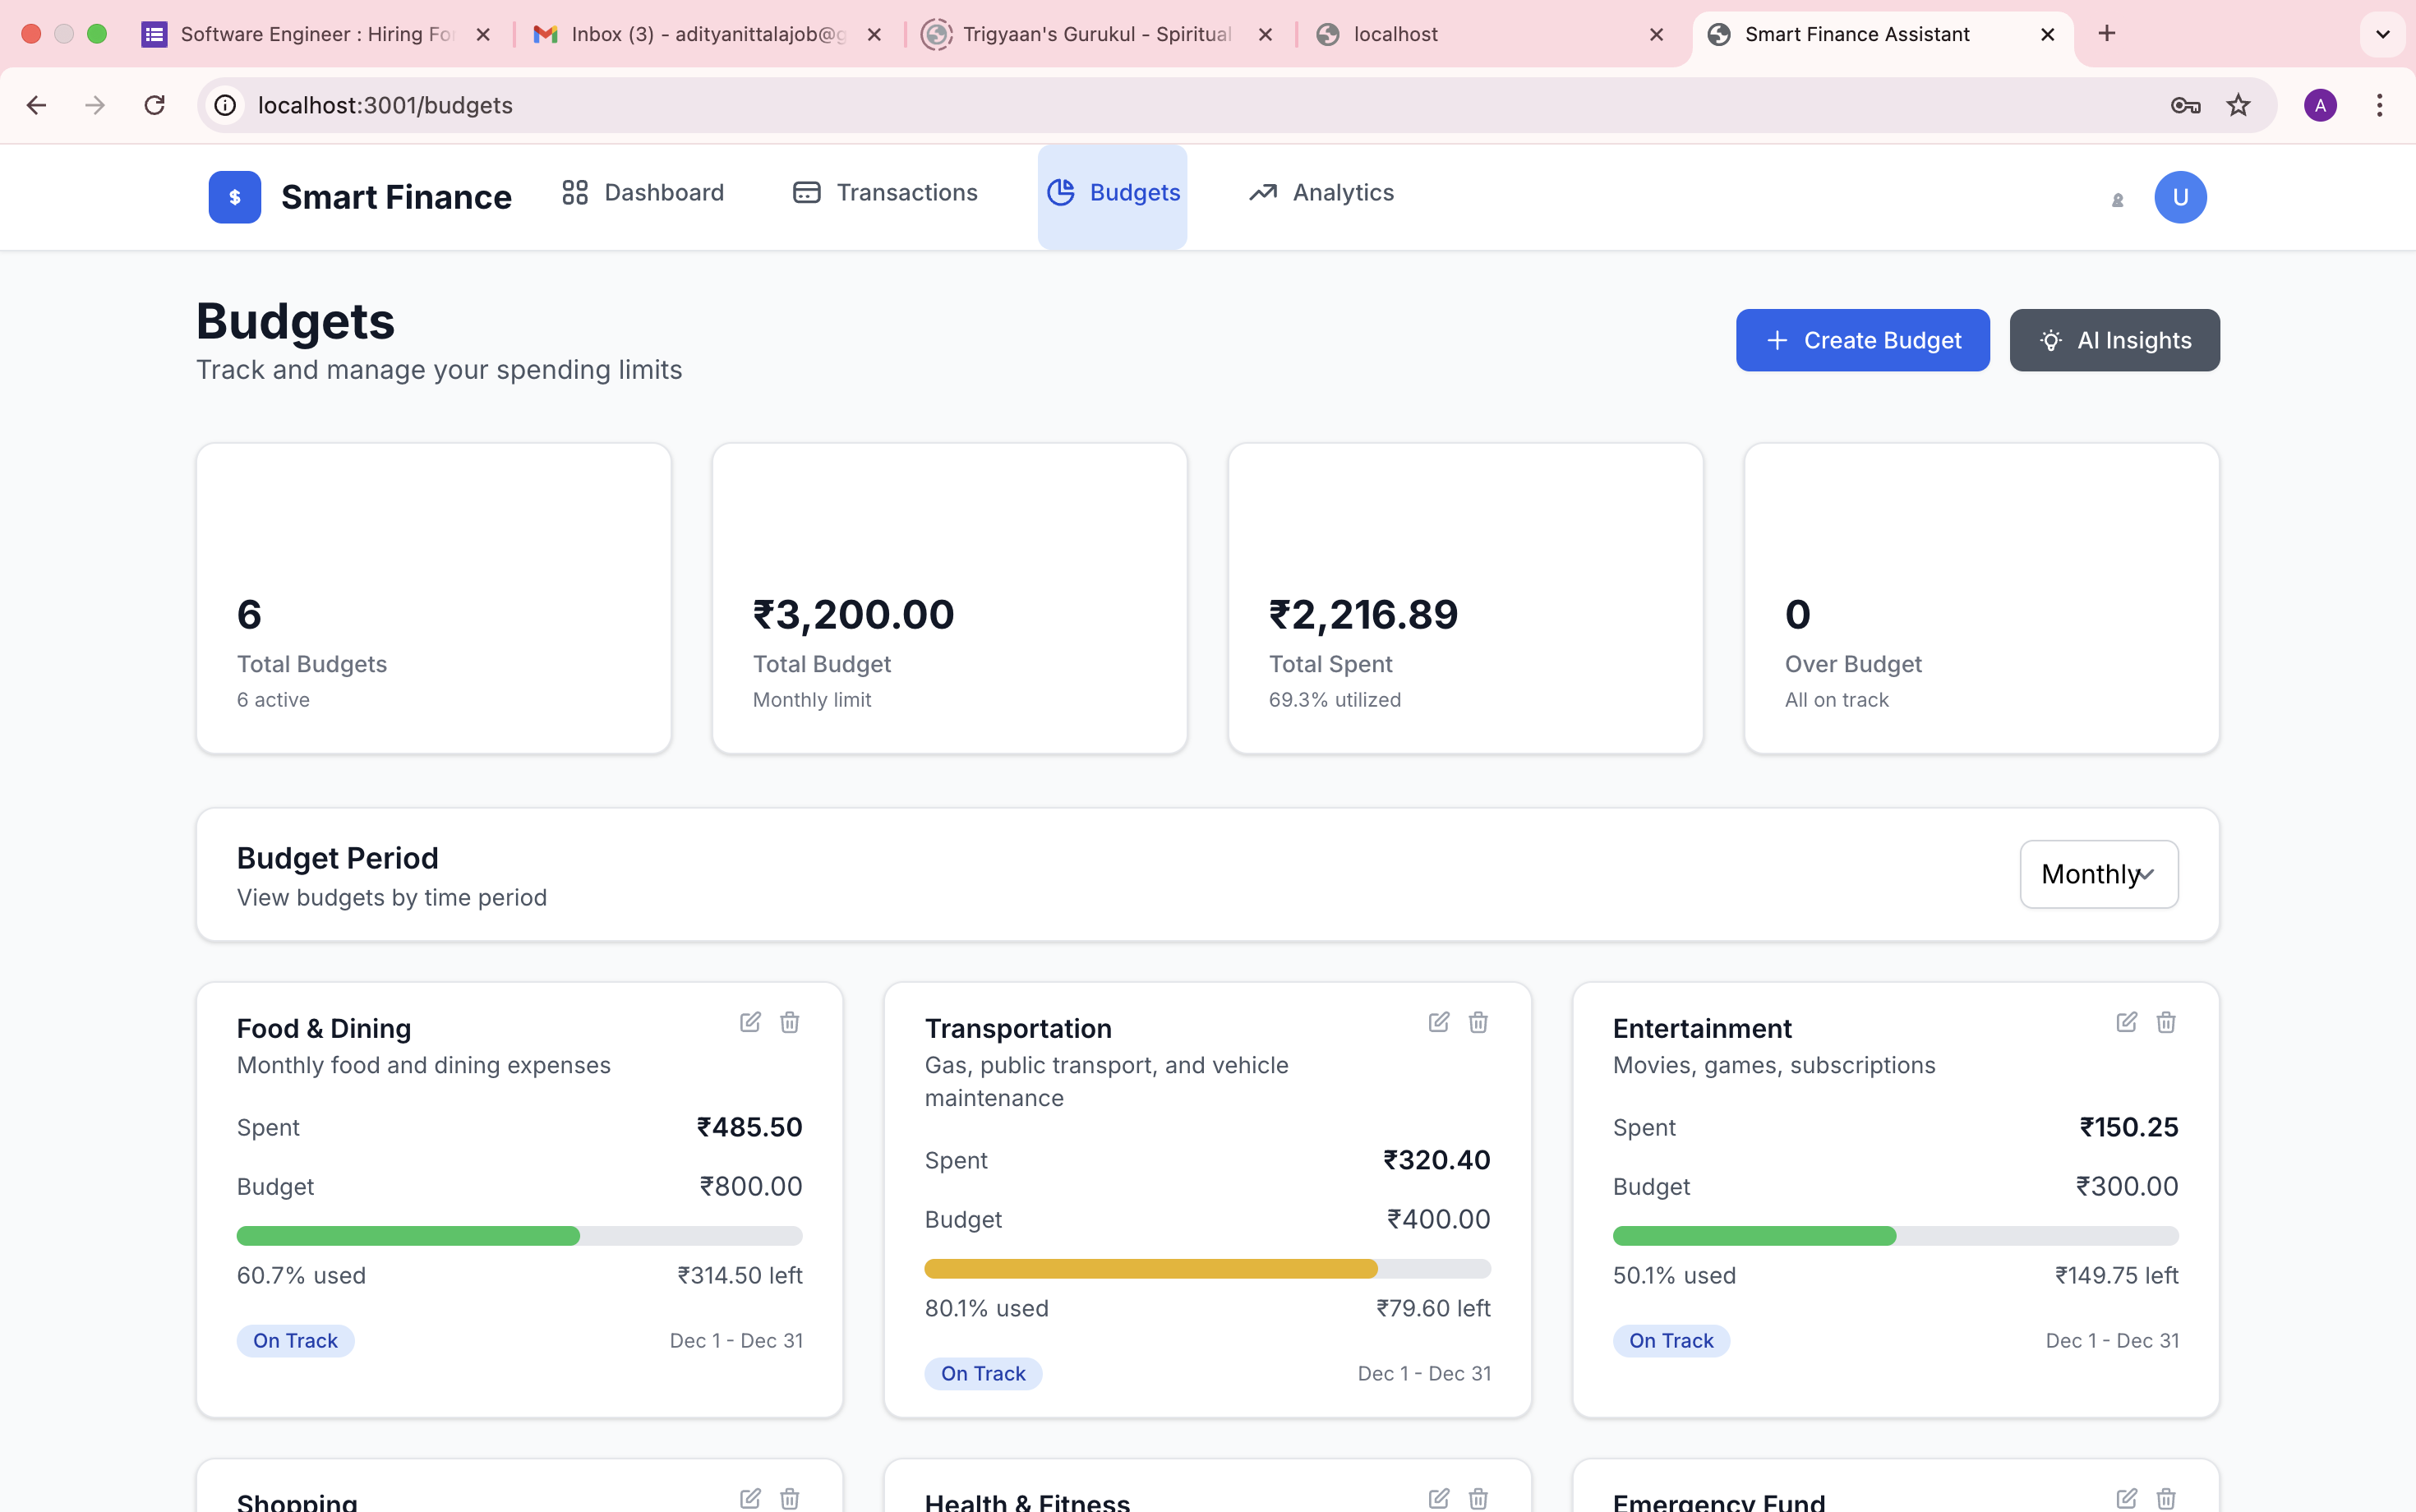 Software Engineer : Hiring For
Inbox (3) - adityanittalajob@g
Trigyaan's Gurukul - Spiritual
localhost
Smart Finance Assistant
localhost:3001/budgets
A
$
Smart Finance
Dashboard
Transactions
Budgets
Analytics
U
Budgets
Track and manage your spending limits
Create Budget
AI Insights
6
Total Budgets
6 active
₹3,200.00
Total Budget
Monthly limit
₹2,216.89
Total Spent
69.3% utilized
0
Over Budget
All on track
Budget Period
View budgets by time period
Monthly
Food & Dining
Monthly food and dining expenses
Spent ₹485.50
Budget ₹800.00
60.7% used ₹314.50 left
On Track Dec 1 - Dec 31
Transportation
Gas, public transport, and vehicle
maintenance
Spent ₹320.40
Budget ₹400.00
80.1% used ₹79.60 left
On Track Dec 1 - Dec 31
Entertainment
Movies, games, subscriptions
Spent ₹150.25
Budget ₹300.00
50.1% used ₹149.75 left
On Track Dec 1 - Dec 31
Shopping
Health & Fitness
Emergency Fund